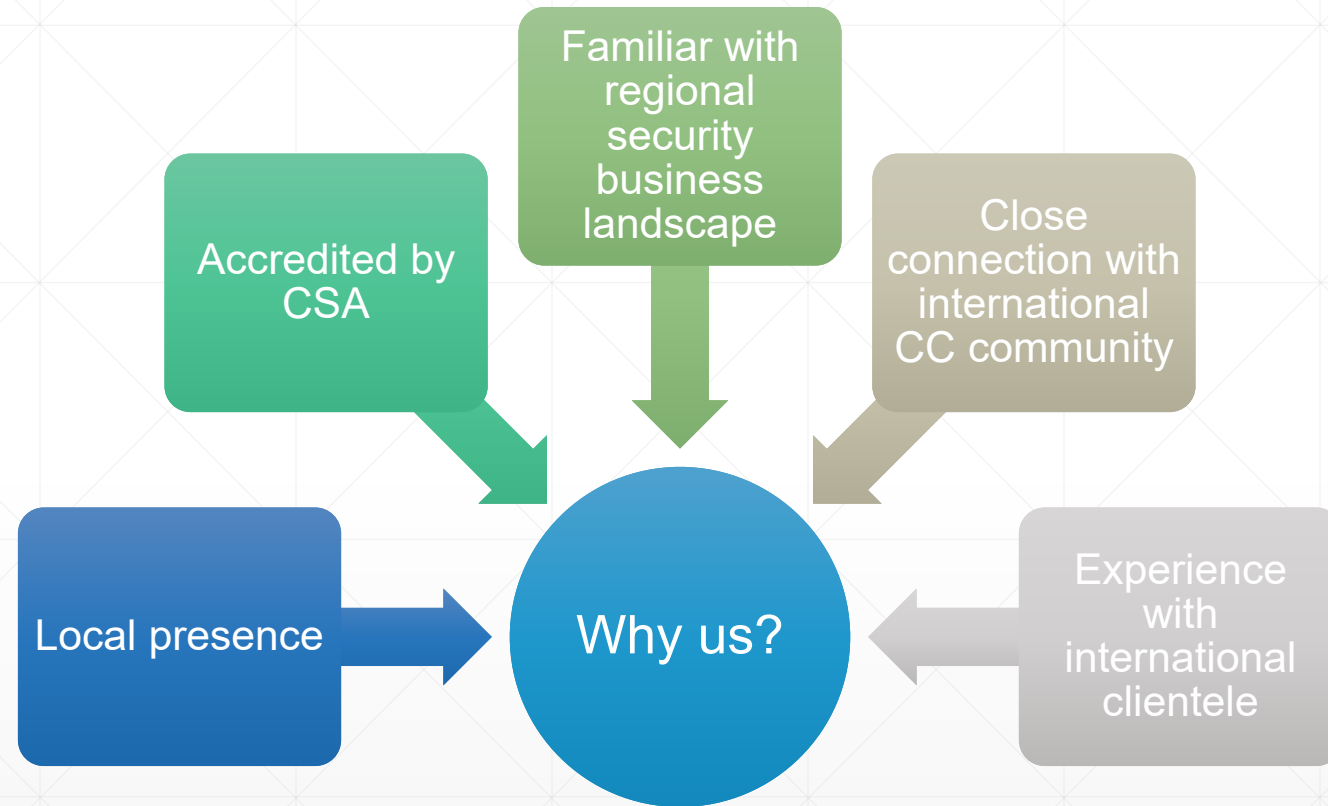 Familiar with
regional
security
business
landscape
Accredited by
CSA
Close
connection with
international
CC community
Local presence
Why us?
Experience
with
international
clientele